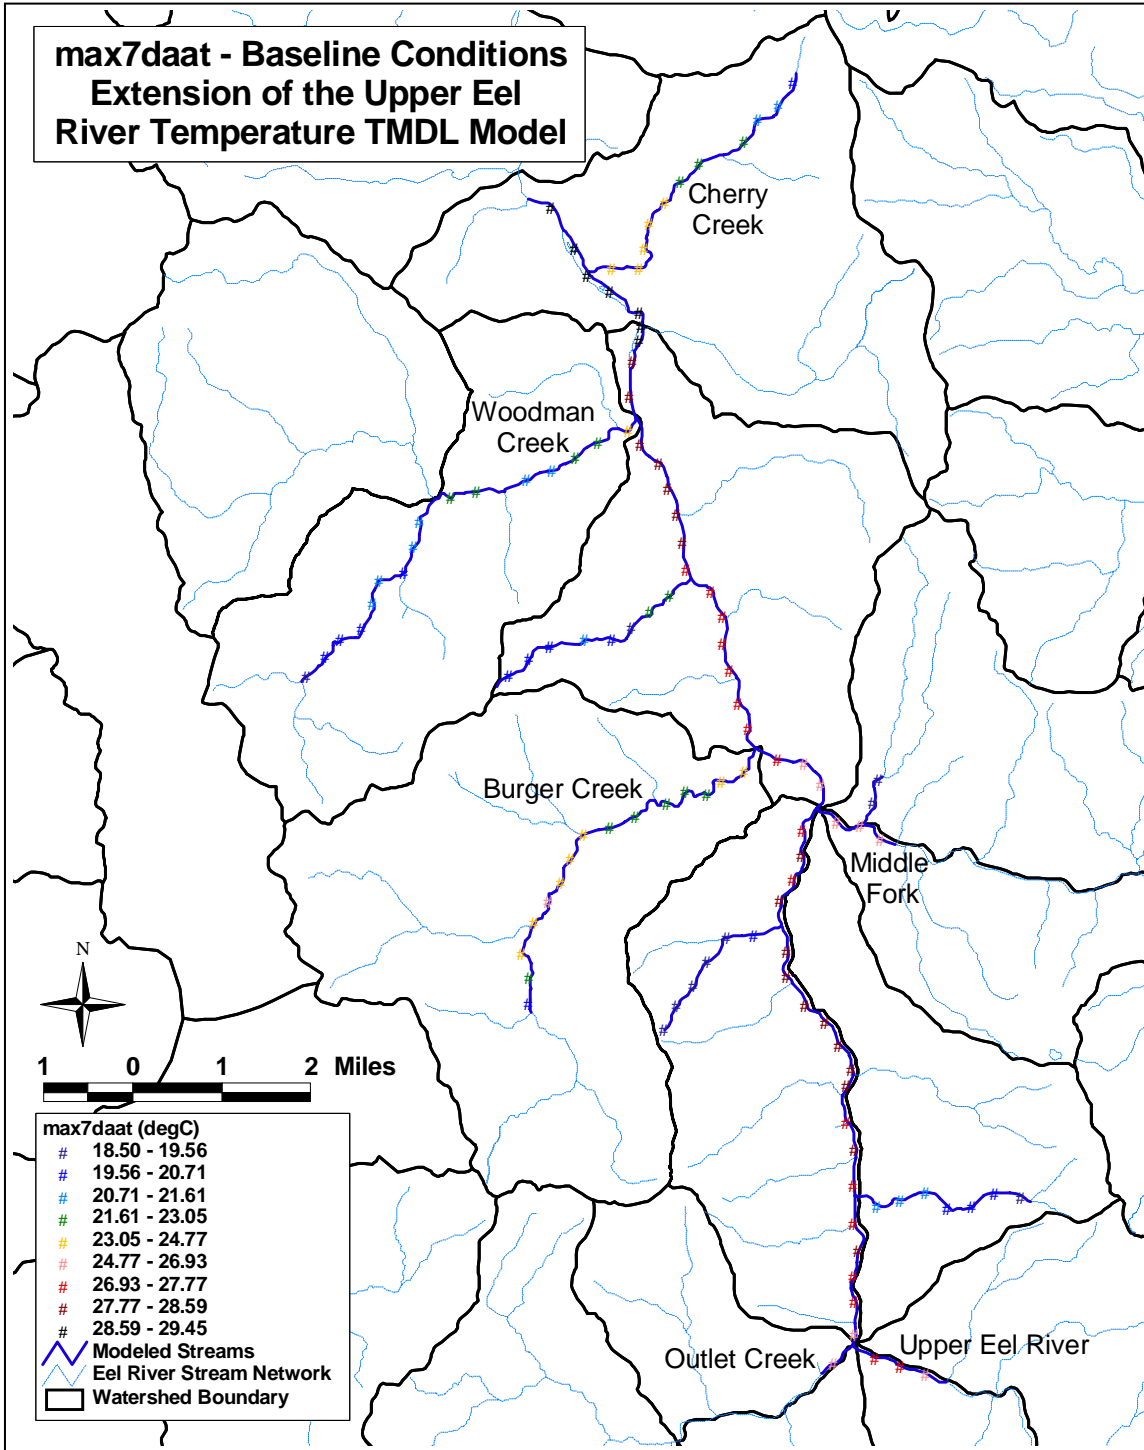 max7daat - Baseline Conditions
Extension of the Upper Eel
River Temperature TMDL Model
Cherry
Creek
Woodman
Creek
Burger Creek
Middle
Fork
N
1 0 1 2 Miles
max7daat (degC)
# 18.50 - 19.56
# 19.56 - 20.71
# 20.71 - 21.61
# 21.61 - 23.05
# 23.05 - 24.77
# 24.77 - 26.93
# 26.93 - 27.77
# 27.77 - 28.59
# 28.59 - 29.45
Modeled Streams
Eel River Stream Network
Watershed Boundary
Outlet Creek
Upper Eel River